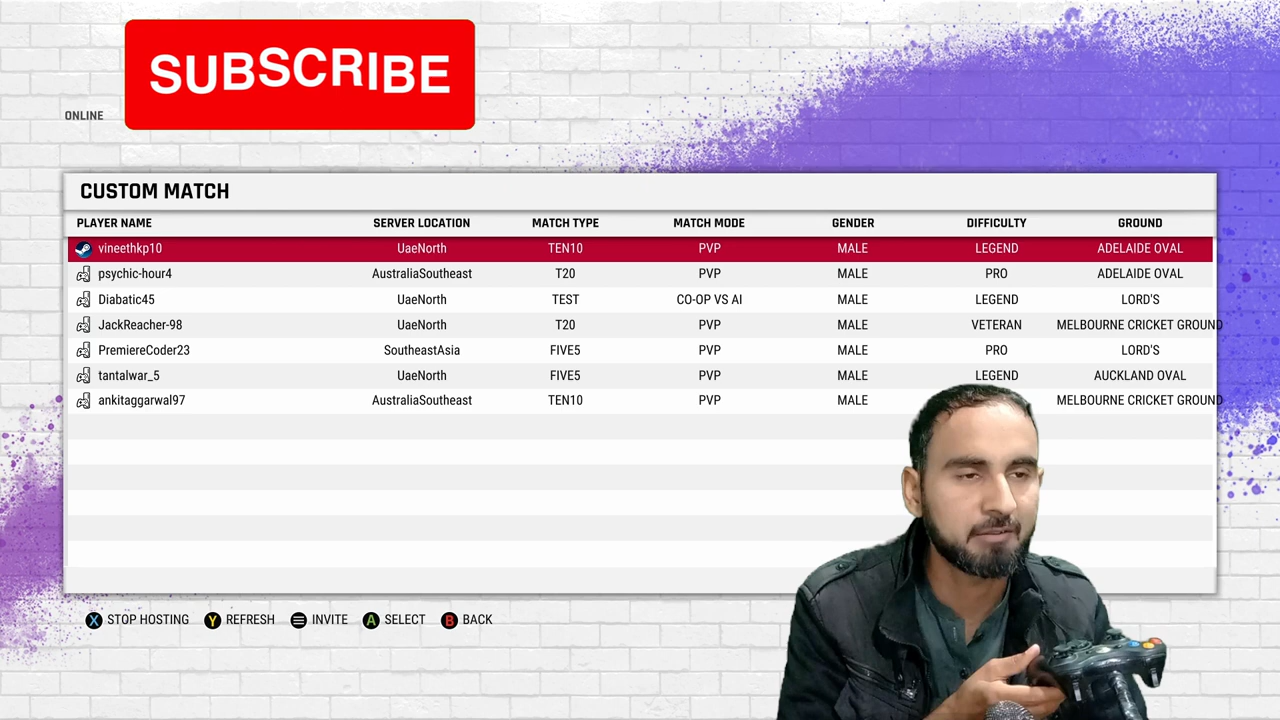 SUBSCRIBE
ONLINE
CUSTOM MATCH
PLAYER NAME SERVER LOCATION MATCH TYPE MATCH MODE GENDER DIFFICULTY GROUND
vineethkp10 UaeNorth TEN10 PVP MALE LEGEND ADELAIDE OVAL
psychic-hour4 AustraliaSoutheast T20 PVP MALE PRO ADELAIDE OVAL
Diabatic45 UaeNorth TEST CO-OP VS AI MALE LEGEND LORD'S
JackReacher-98 UaeNorth T20 PVP MALE VETERAN MELBOURNE CRICKET GROUND
PremiereCoder23 SoutheastAsia FIVE5 PVP MALE PRO LORD'S
tantalwar_5 UaeNorth FIVE5 PVP MALE LEGEND AUCKLAND OVAL
ankitaggarwal97 AustraliaSoutheast TEN10 PVP MALE MELBOURNE CRICKET GROUND
X STOP HOSTING Y REFRESH INVITE A SELECT B BACK